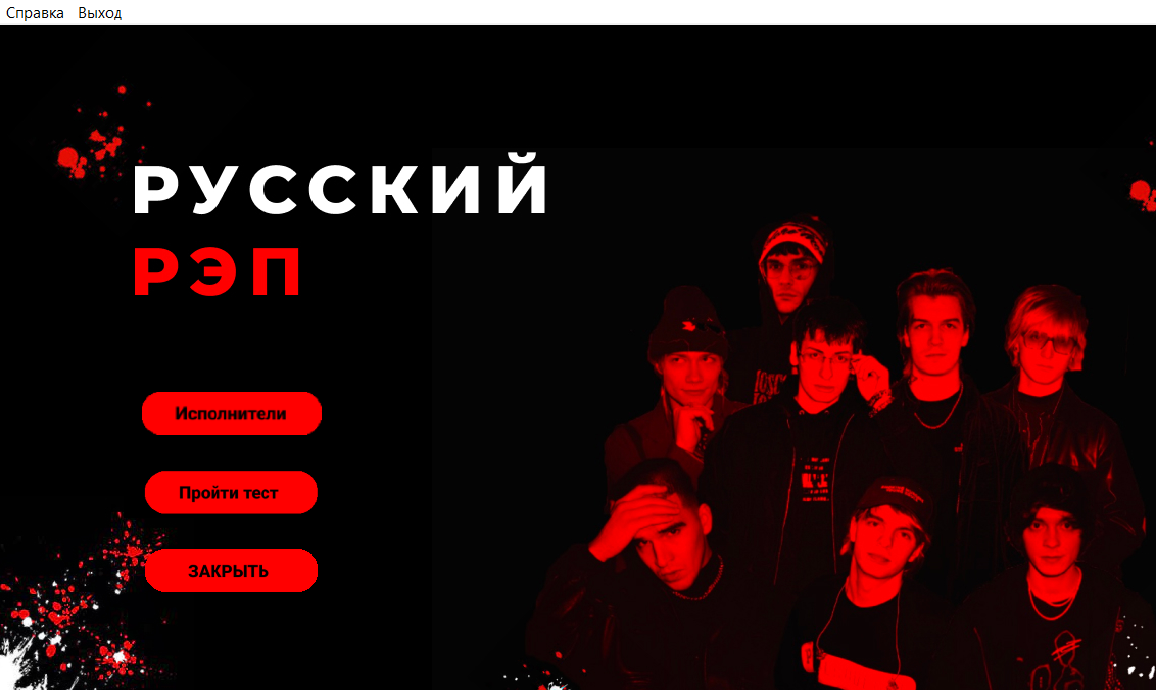 Справка Выход
РУССКИЙ
РЭП
Исполнители
Пройти тест
ЗАКРЫТЬ